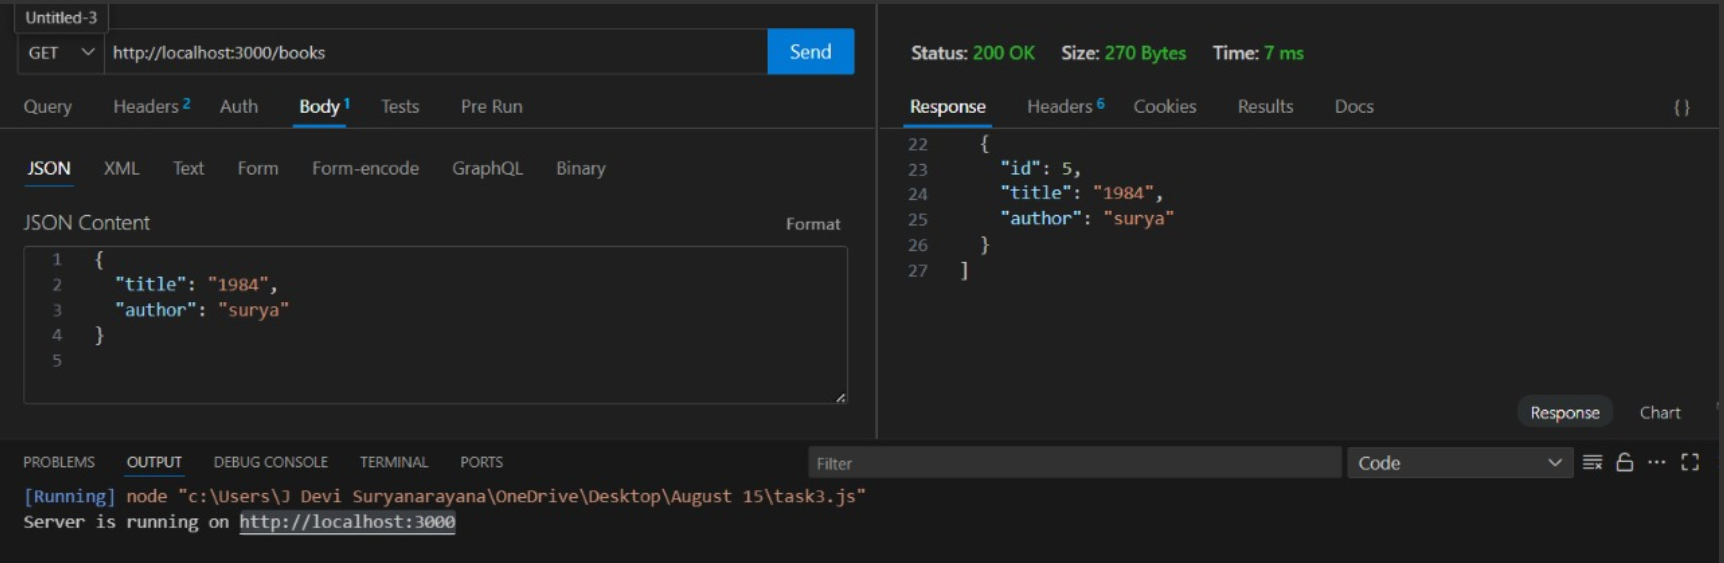 Untitled-3
GET http://localhost:3000/books Send
Query Headers 2 Auth Body 1 Tests Pre Run
JSON XML Text Form Form-encode GraphQL Binary
JSON Content Format
1 {
2 "title": "1984",
3 "author": "surya"
4 }
5
Status: 200 OK Size: 270 Bytes Time: 7 ms
Response Headers 6 Cookies Results Docs {}
22 {
23 "id": 5,
24 "title": "1984",
25 "author": "surya"
26 }
27 ]
Response Chart
PROBLEMS OUTPUT DEBUG CONSOLE TERMINAL PORTS Filter Code
[Running] node "c:\Users\J Devi Suryanarayana\OneDrive\Desktop\August 15\task3.js"
Server is running on http://localhost:3000